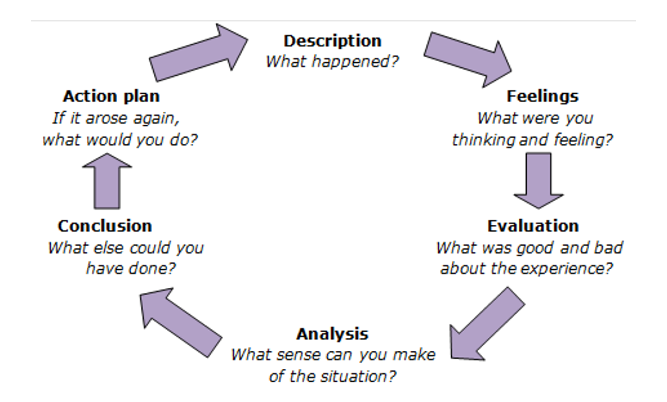 Description
What happened?
Feelings
What were you
thinking and feeling?
Evaluation
What was good and bad
about the experience?
Analysis
What sense can you make
of the situation?
Conclusion
What else could you
have done?
Action plan
If it arose again,
what would you do?